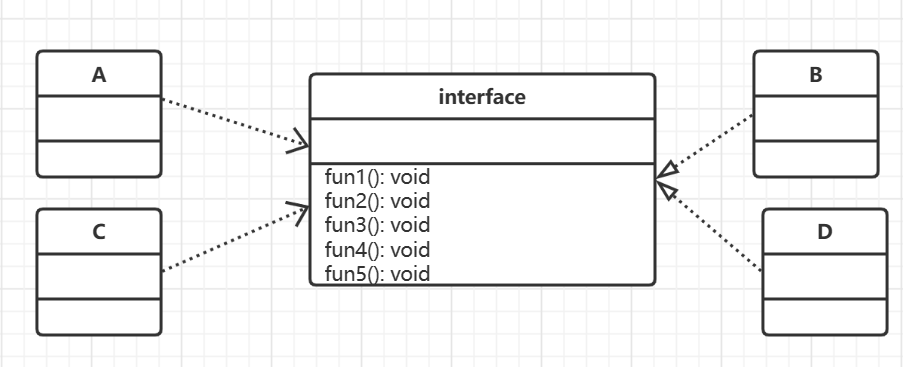 A
B
interface
fun1(): void
fun2(): void
fun3(): void
fun4(): void
fun5(): void
C
D